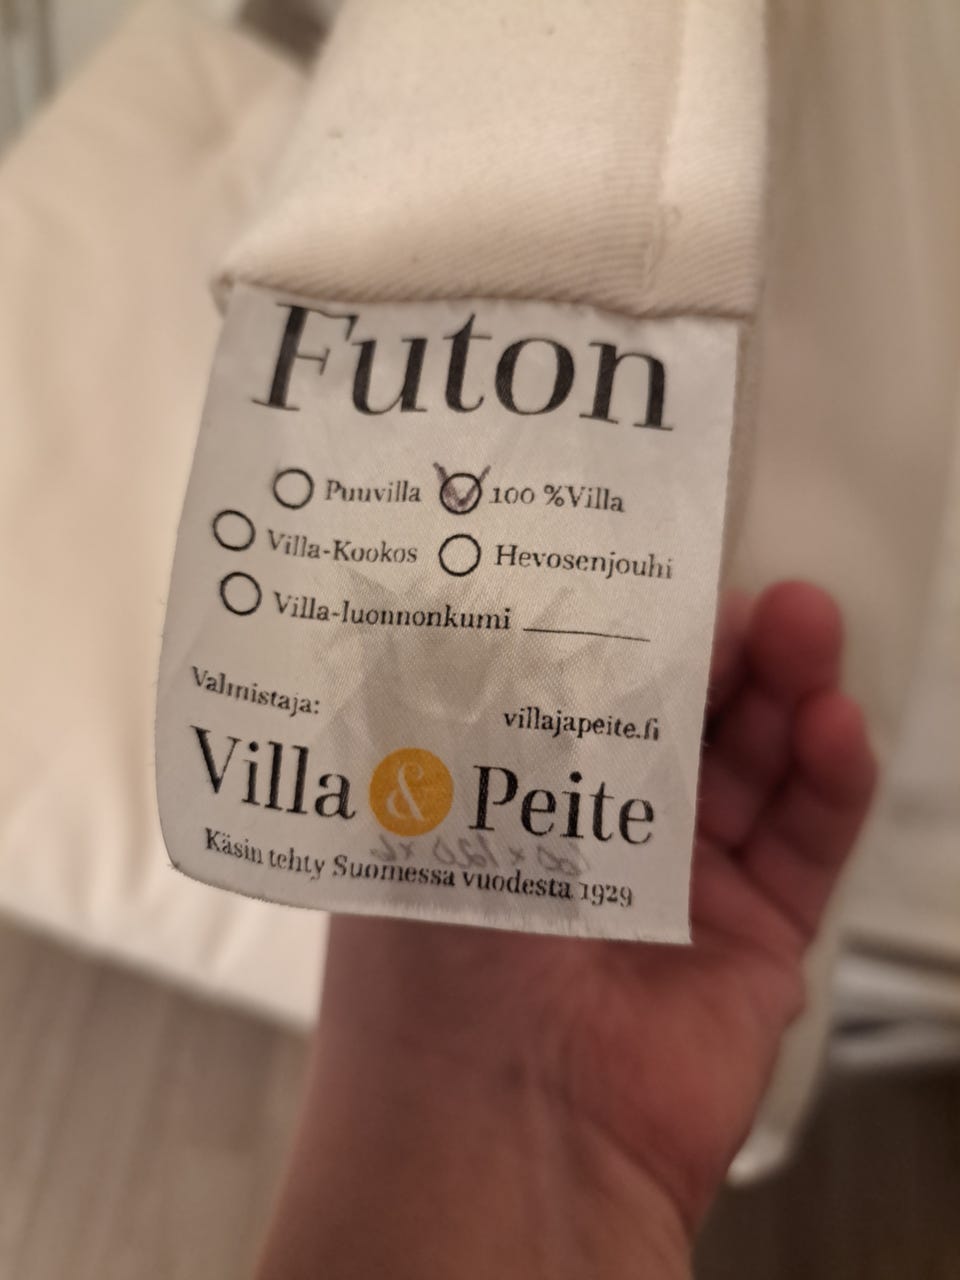 Futon
Puuvilla 100 %Villa
Villa-Kookos Hevosenjouhi
Villa-luonnonkumi
Valmistaja:
villajapeite.fi
Villa & Peite
Käsin tehty Suomessa vuodesta 1929